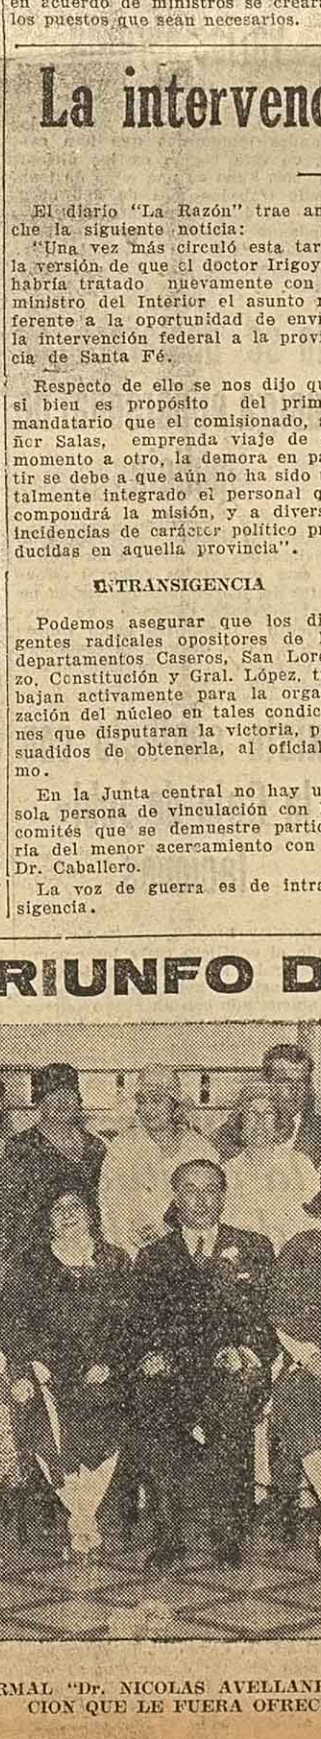 en acuerdo de ministros se creará
los puestos que sean necesarios.
La intervenc
El diario "La Razón" trae an
che la siguiente noticia:
"Una vez más circuló esta tar
la versión de que el doctor Irigoy
habría tratado nuevamente con
ministro del Interior el asunto r
ferente a la oportunidad de envi
la intervención federal a la provi
cia de Santa Fé.
Respecto de ello se nos dijo qu
si bien es propósito del prim
mandatario que el comisionado, s
ñor Salas, emprenda viaje de
momento a otro, la demora en pa
tir se debe a que aún no ha sido
talmente integrado el personal q
compondrá la misión, y a divers
incidencias de carácter político pr
ducidas en aquella provincia".
INTRANSIGENCIA
Podemos asegurar que los di
gentes radicales opositores de
departamentos Caseros, San Lore
zo, Constitución y Gral. López, t
bajan activamente para la orga
zación del núcleo en tales condic
nes que disputaran la victoria, p
suadidos de obtenerla, al oficial
mo.
En la Junta central no hay u
sola persona de vinculación con
comités que se demuestre partid
ria del menor acercamiento con
Dr. Caballero.
La voz de guerra es de intra
sigencia.
RIUNFO D
RMAL "Dr. NICOLAS AVELLANE
CION QUE LE FUERA OFREC